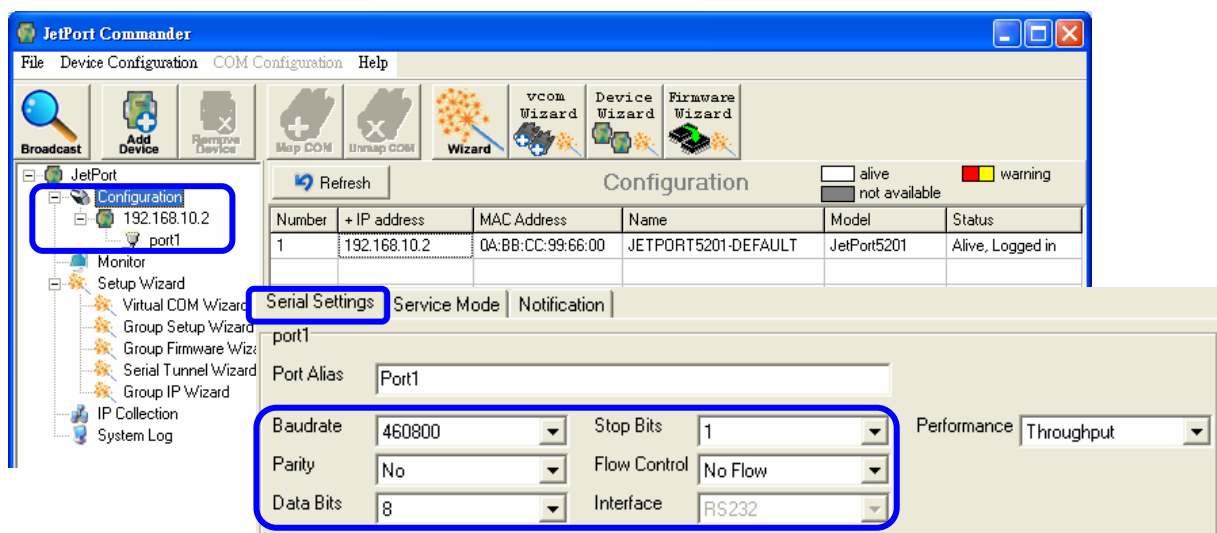 JetPort Commander
File Device Configuration COM Configuration Help
Broadcast
Add Device
Remove Device
Map COM
Unmap COM
Wizard
vcom Wizard
Device Wizard
Firmware Wizard
JetPort
Configuration
192.168.10.2
port1
Monitor
Setup Wizard
Virtual COM Wizard
Group Setup Wizard
Group Firmware Wiza
Serial Tunnel Wizard
Group IP Wizard
IP Collection
System Log
Refresh
Configuration
alive
not available
warning
Number + IP address MAC Address Name Model Status
1 192.168.10.2 0A:BB:CC:99:66:00 JETPORT5201-DEFAULT JetPort5201 Alive, Logged in
Serial Settings Service Mode Notification
port1
Port Alias Port1
Baudrate 460800 Stop Bits 1 Performance Throughput
Parity No Flow Control No Flow
Data Bits 8 Interface RS232